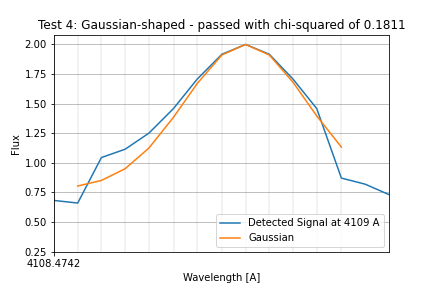 Test 4: Gaussian-shaped - passed with chi-squared of 0.1811
2.00
1.75
1.50
1.25
1.00
0.75
0.50
0.25
Flux
Detected Signal at 4109 A
Gaussian
4108.4742
Wavelength [A]